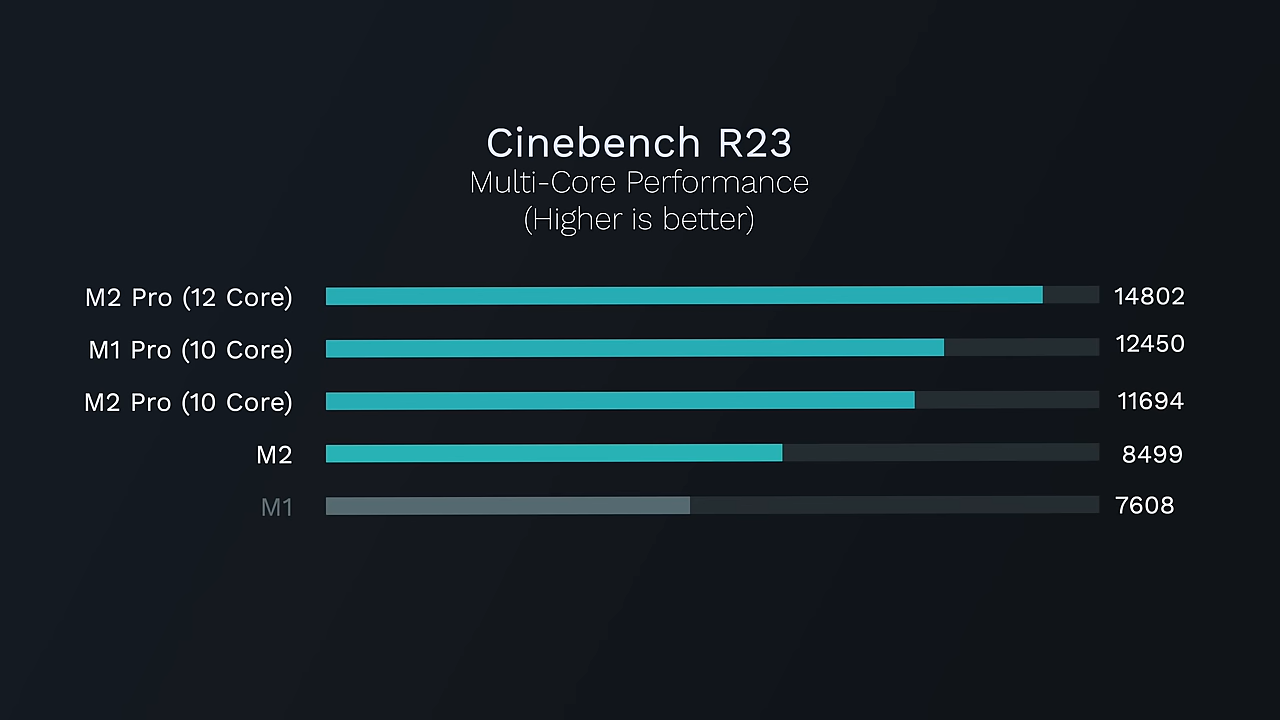 Cinebench R23
Multi-Core Performance
(Higher is better)
M2 Pro (12 Core) 14802
M1 Pro (10 Core) 12450
M2 Pro (10 Core) 11694
M2 8499
M1 7608